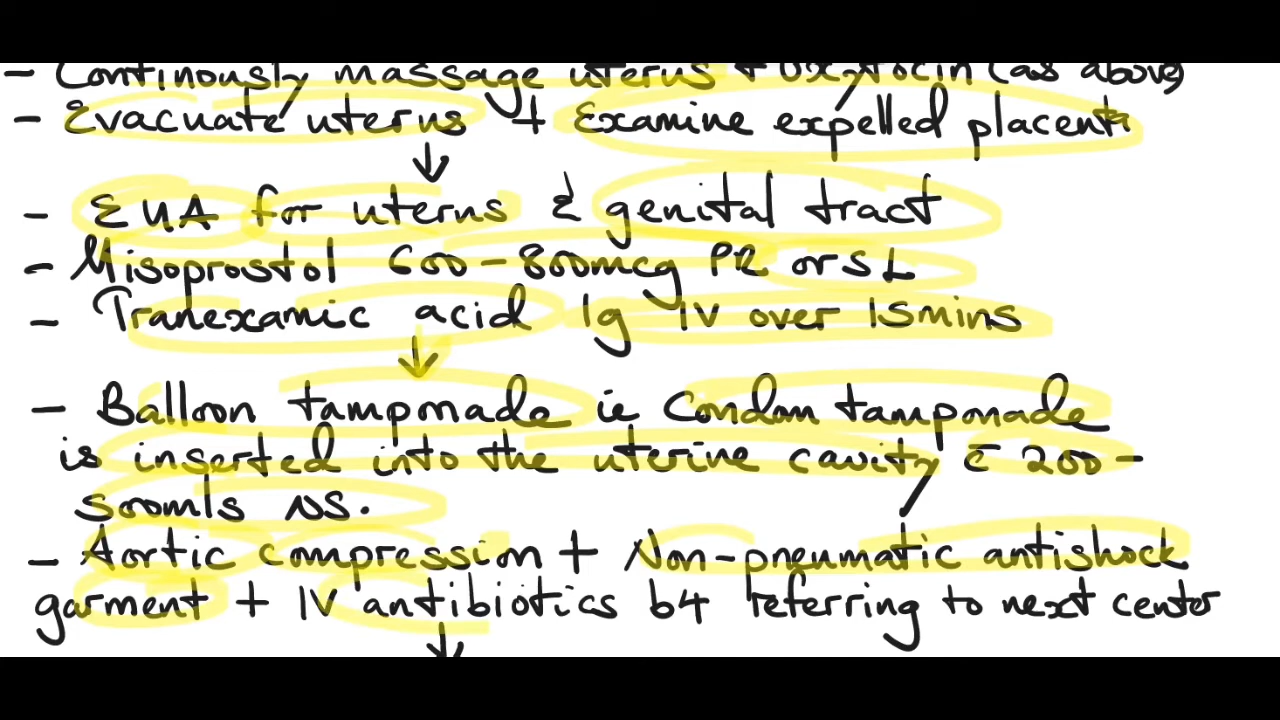 - Continously massage uterus + Oxytocin (as above)
- Evacuate uterus + Examine expelled placenta
↓
- EUA for uterus & genital tract
- Misoprostol 600-800mcg PR or SL
- Tranexamic acid 1g IV over 15mins
↓
- Balloon tamponade ie Condom tamponade
is inserted into the uterine cavity c̄ 200-
500mls NS.
- Aortic compression + Non-pneumatic antishock
garment + IV antibiotics b4 referring to next center
↓